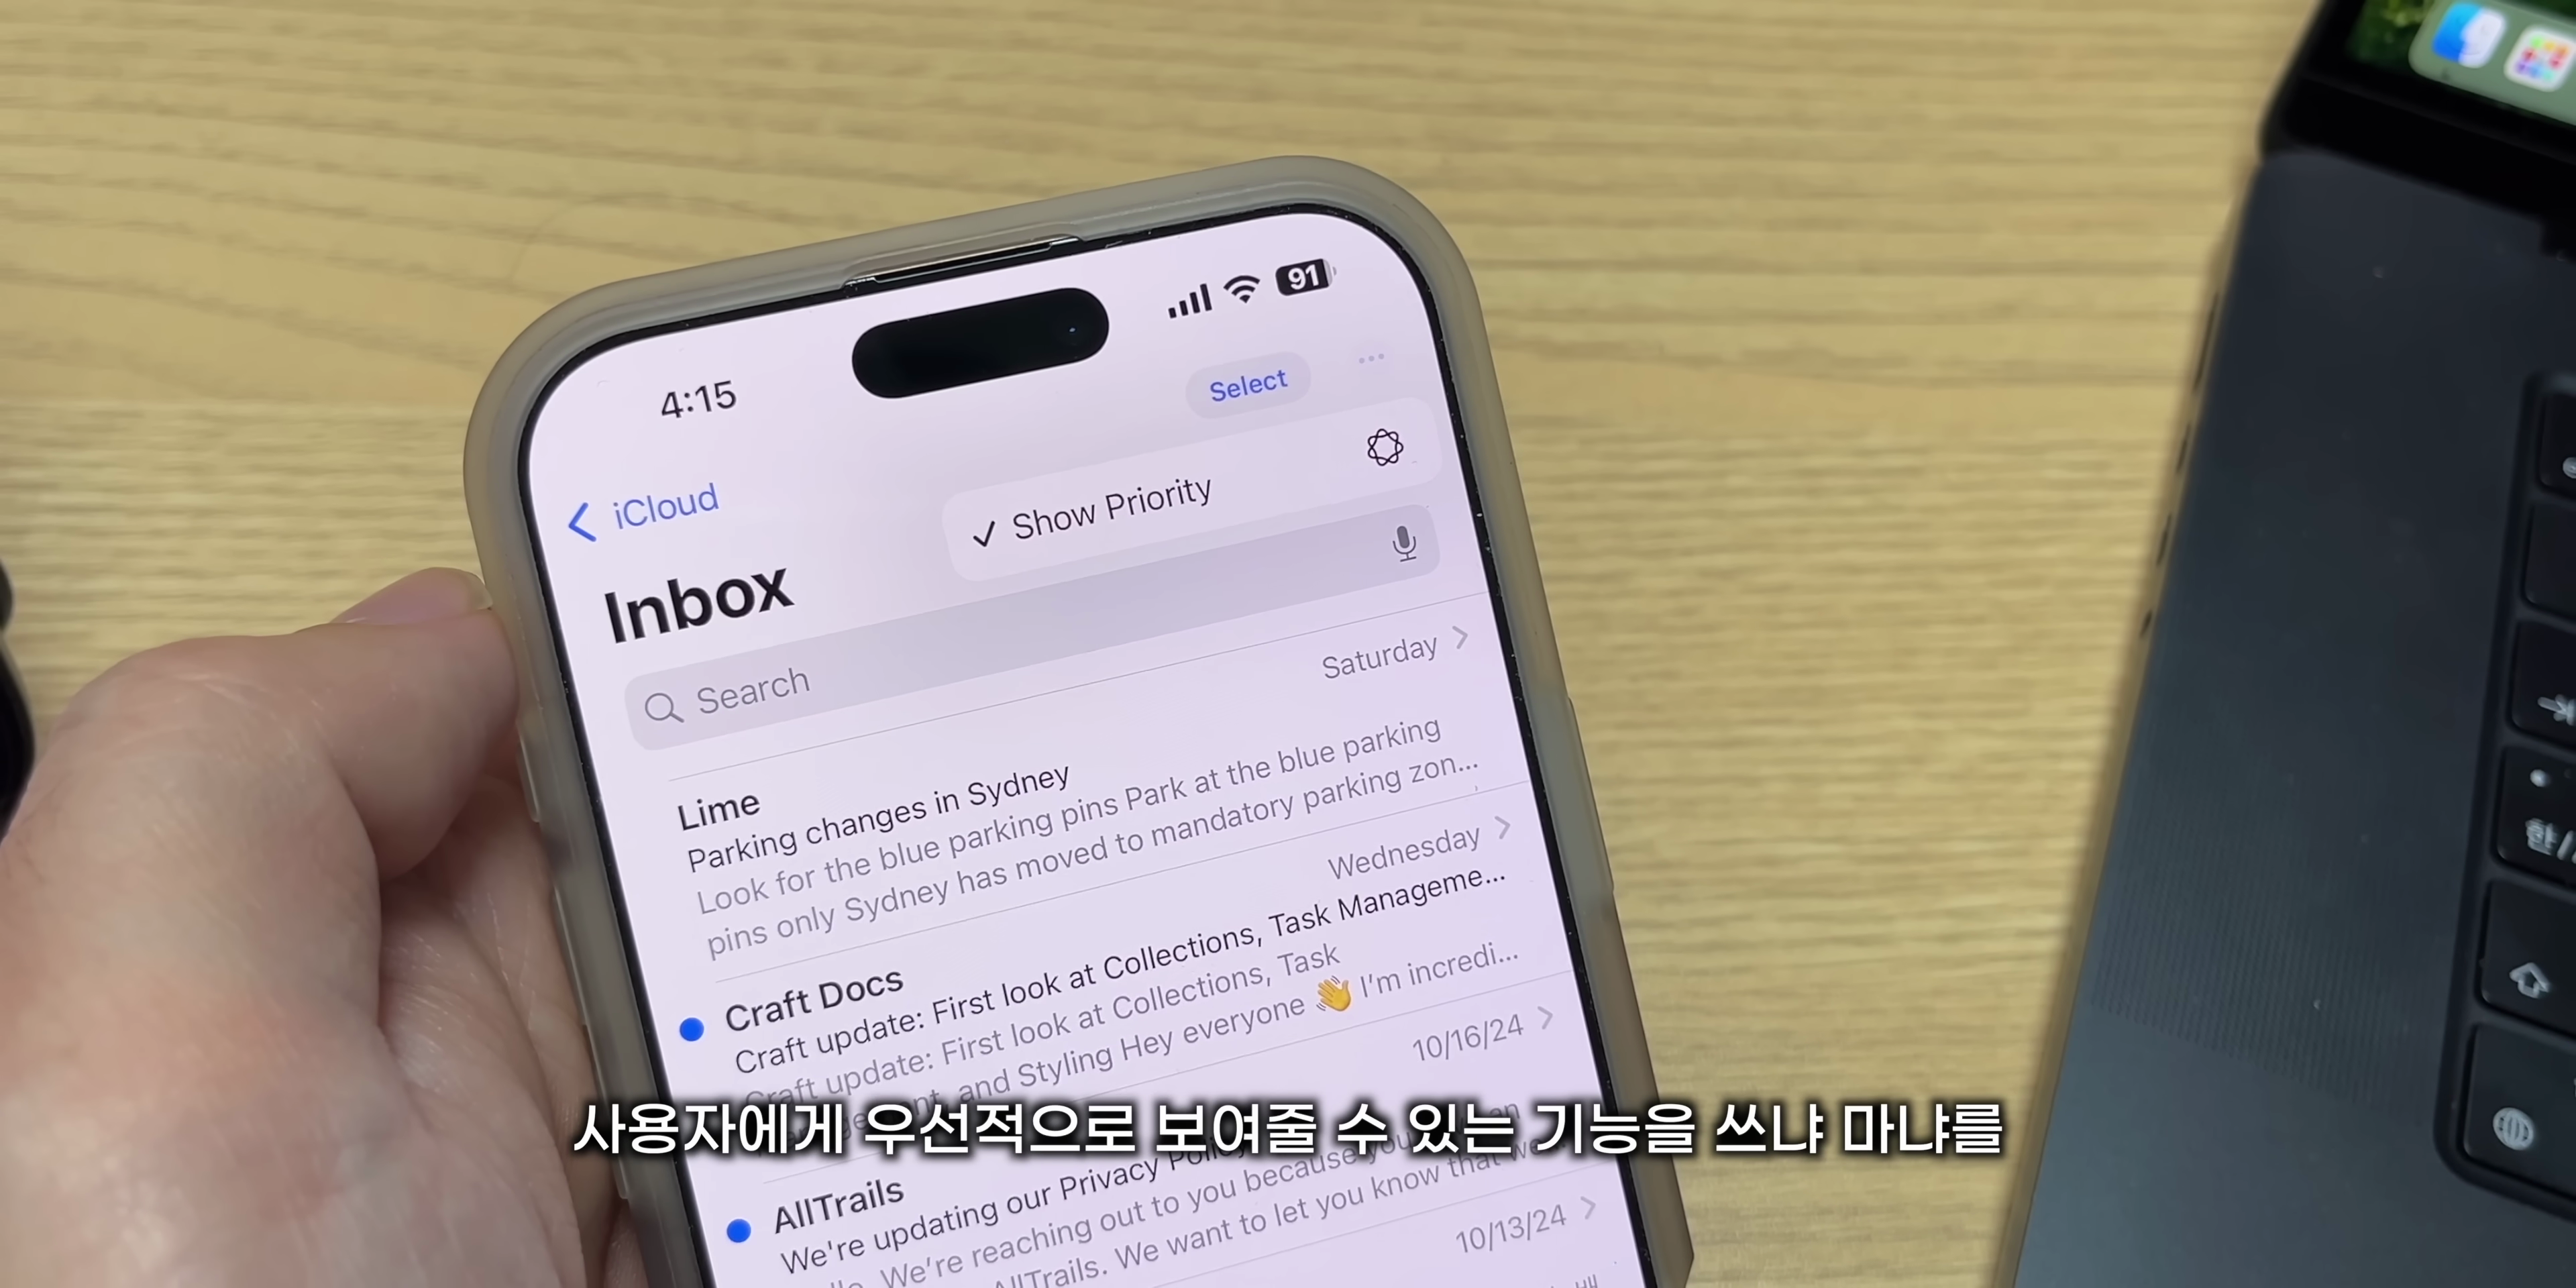 4:15
91
Select
iCloud
Show Priority
Inbox
Search
Saturday
Lime
Parking changes in Sydney
Look for the blue parking pins Park at the blue parking
pins only Sydney has moved to mandatory parking zon...
Wednesday
Craft Docs
Craft update: First look at Collections, Task Manageme...
Craft update: First look at Collections, Task
and Styling Hey everyone 👋 I'm incredi...
10/16/24
AllTrails
We're updating our Privacy
We're reaching out to you because
AllTrails. We want to let you know that we
10/13/24
사용자에게 우선적으로 보여줄 수 있는 기능을 쓰냐 마냐를
한/